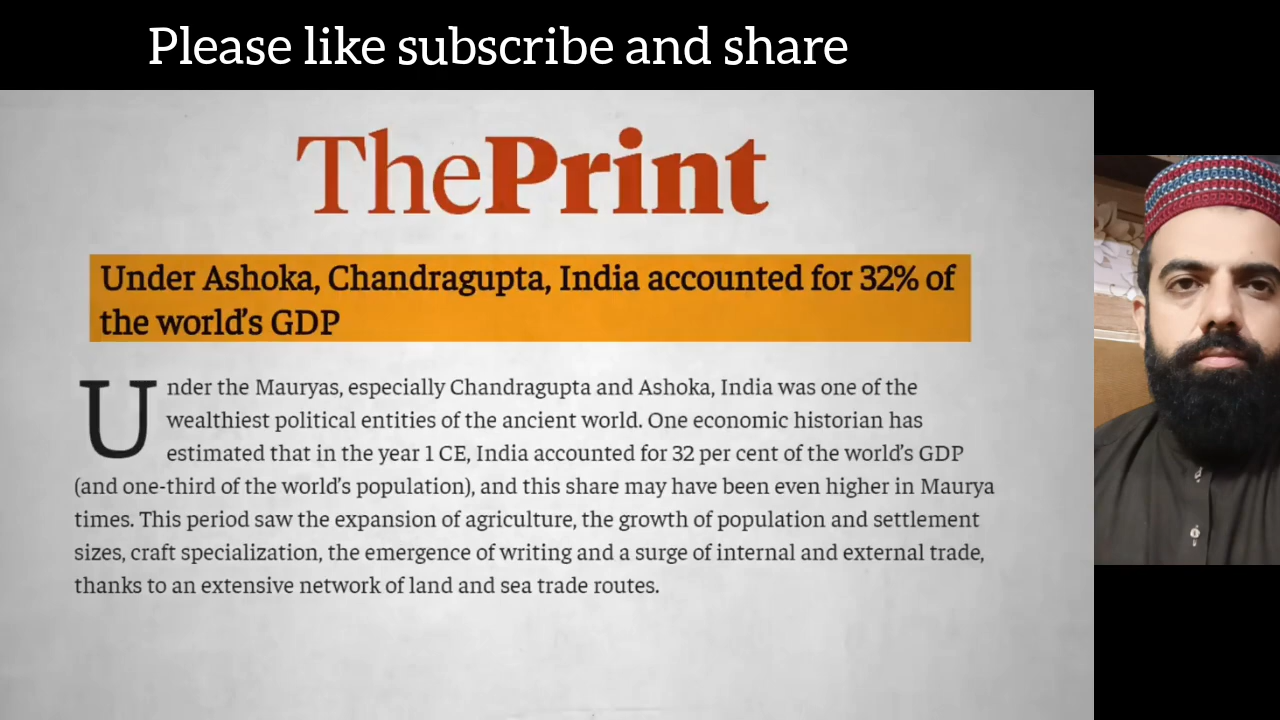 Please like subscribe and share
ThePrint
Under Ashoka, Chandragupta, India accounted for 32% of
the world's GDP
Under the Mauryas, especially Chandragupta and Ashoka, India was one of the
wealthiest political entities of the ancient world. One economic historian has
estimated that in the year 1 CE, India accounted for 32 per cent of the world's GDP
(and one-third of the world's population), and this share may have been even higher in Maurya
times. This period saw the expansion of agriculture, the growth of population and settlement
sizes, craft specialization, the emergence of writing and a surge of internal and external trade,
thanks to an extensive network of land and sea trade routes.